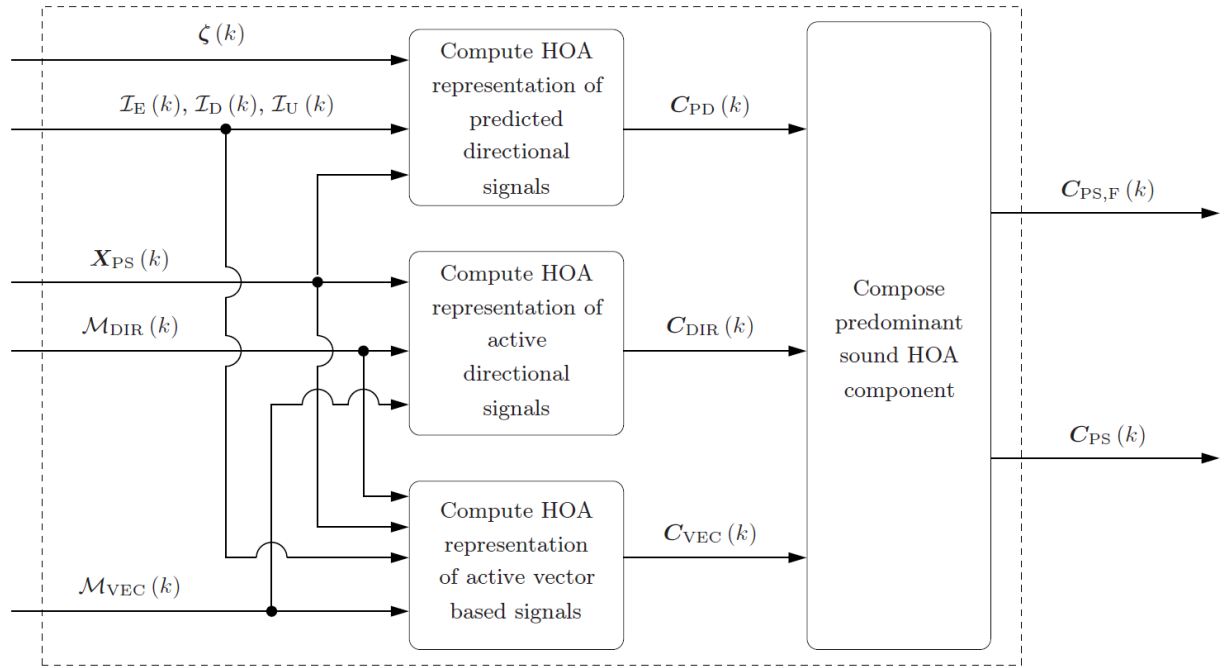 𝜻 (k)
ℐ_E (k), ℐ_D (k), ℐ_U (k)
Compute HOA
representation of
predicted
directional
signals
C_PD (k)
X_PS (k)
ℳ_DIR (k)
Compute HOA
representation of
active
directional
signals
C_DIR (k)
ℳ_VEC (k)
Compute HOA
representation
of active vector
based signals
C_VEC (k)
Compose
predominant
sound HOA
component
C_PS,F (k)
C_PS (k)